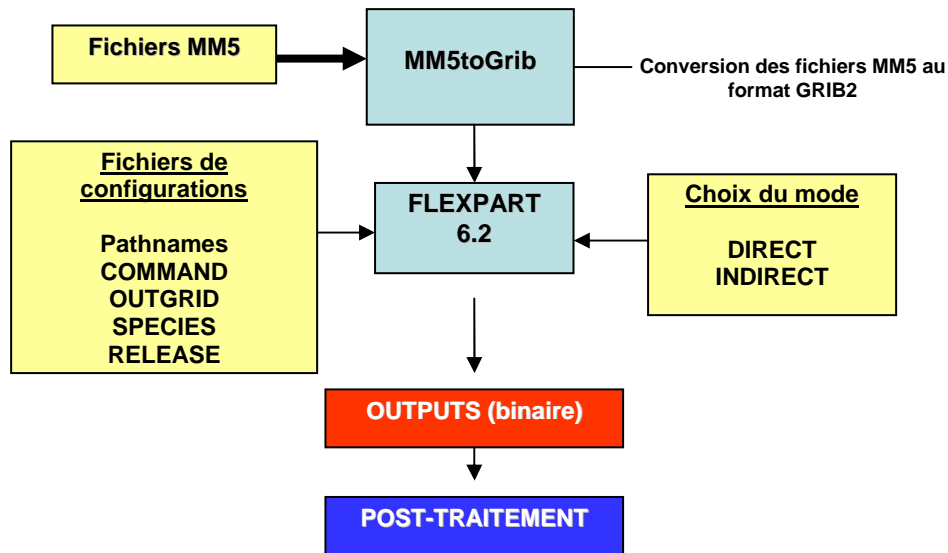 Fichiers MM5
MM5toGrib
Conversion des fichiers MM5 au
format GRIB2
Fichiers de
configurations
Pathnames
COMMAND
OUTGRID
SPECIES
RELEASE
FLEXPART
6.2
Choix du mode
DIRECT
INDIRECT
OUTPUTS (binaire)
POST-TRAITEMENT